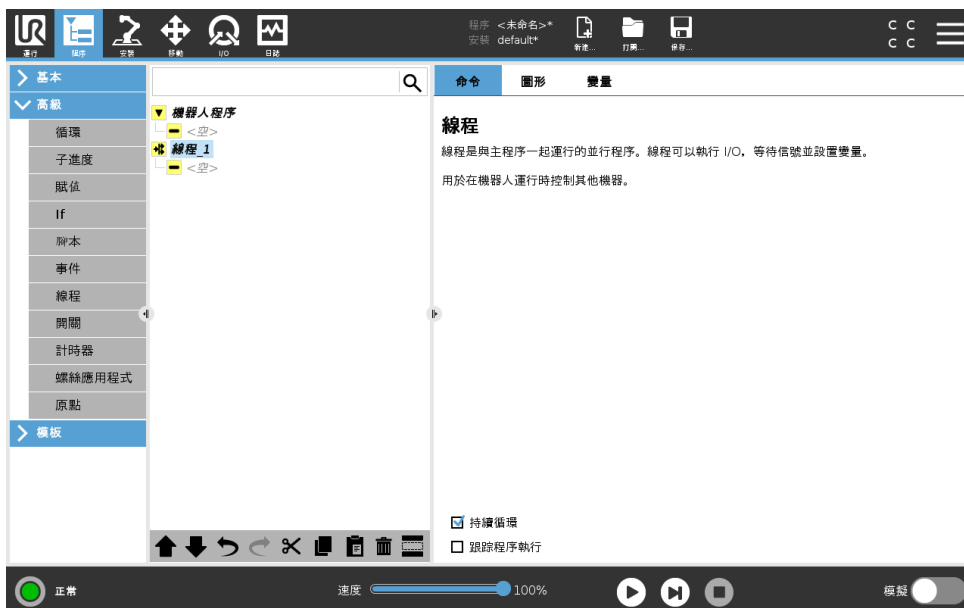 運行
程序
安裝
移動
I/O
日誌
程序 <未命名>*
安裝 default*
新建...
打開...
保存...
C C
C C
基本
高級
循環
子進度
賦值
If
腳本
事件
線程
開關
計時器
螺絲應用程式
原點
模板
機器人程序
<空>
線程_1
<空>
命令
圖形
變量
線程
線程是與主程序一起運行的並行程序。線程可以執行 I/O，等待信號並設置變量。
用於在機器人運行時控制其他機器。
持續循環
跟踪程序執行
正常
速度
100%
模擬